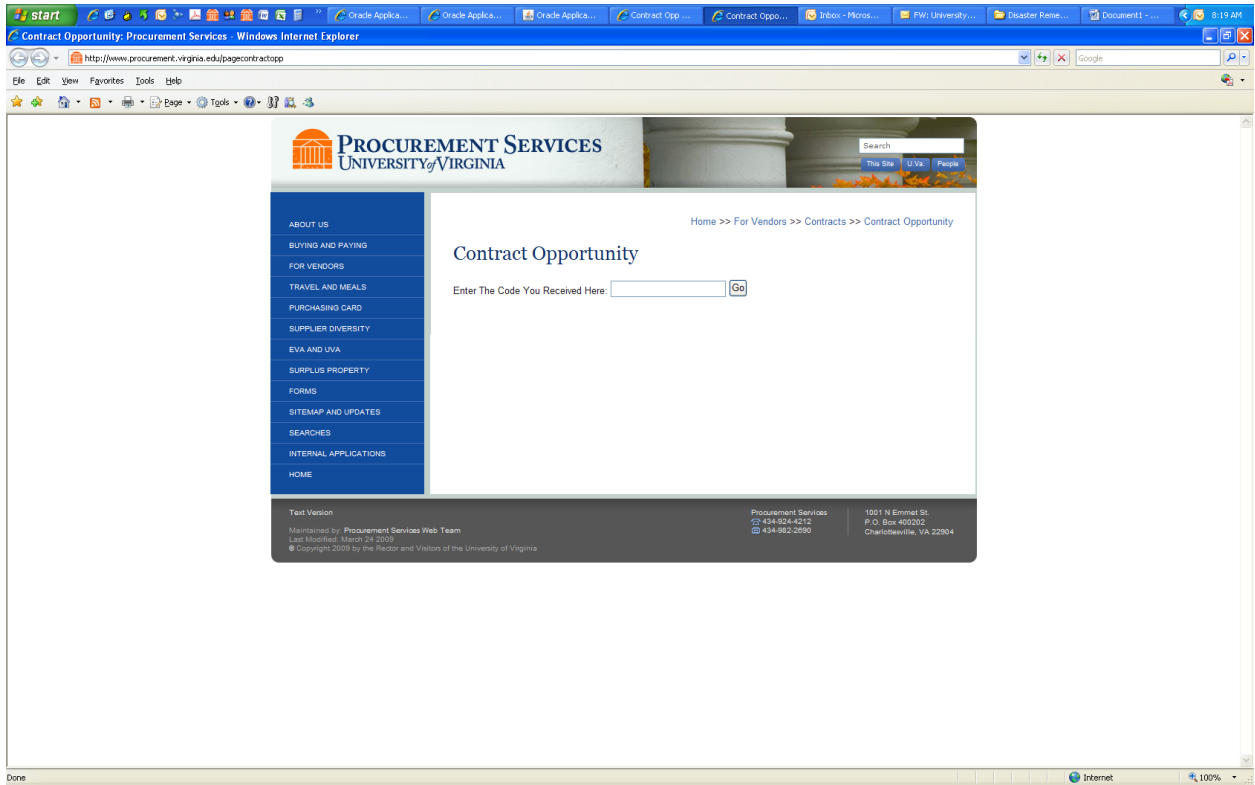 start
Oracle Applica...
Oracle Applica...
Oracle Applica...
Contract Opp ...
Contract Oppo...
Inbox - Micros...
FW: University...
Disaster Reme...
Document1 - ...
8:19 AM
Contract Opportunity: Procurement Services - Windows Internet Explorer
http://www.procurement.virginia.edu/pagecontractopp
Google
File Edit View Favorites Tools Help
Page Tools
PROCUREMENT SERVICES
UNIVERSITY of VIRGINIA
Search
This Site U.Va. People
Home >> For Vendors >> Contracts >> Contract Opportunity
ABOUT US
BUYING AND PAYING
FOR VENDORS
TRAVEL AND MEALS
PURCHASING CARD
SUPPLIER DIVERSITY
EVA AND UVA
SURPLUS PROPERTY
FORMS
SITEMAP AND UPDATES
SEARCHES
INTERNAL APPLICATIONS
HOME
Contract Opportunity
Enter The Code You Received Here: Go
Text Version
Maintained by: Procurement Services Web Team
Last Modified: March 24 2009
© Copyright 2009 by the Rector and Visitors of the University of Virginia
Procurement Services
434-924-4212
434-982-2690
1001 N Emmet St.
P.O. Box 400202
Charlottesville, VA 22904
Done
Internet
100%